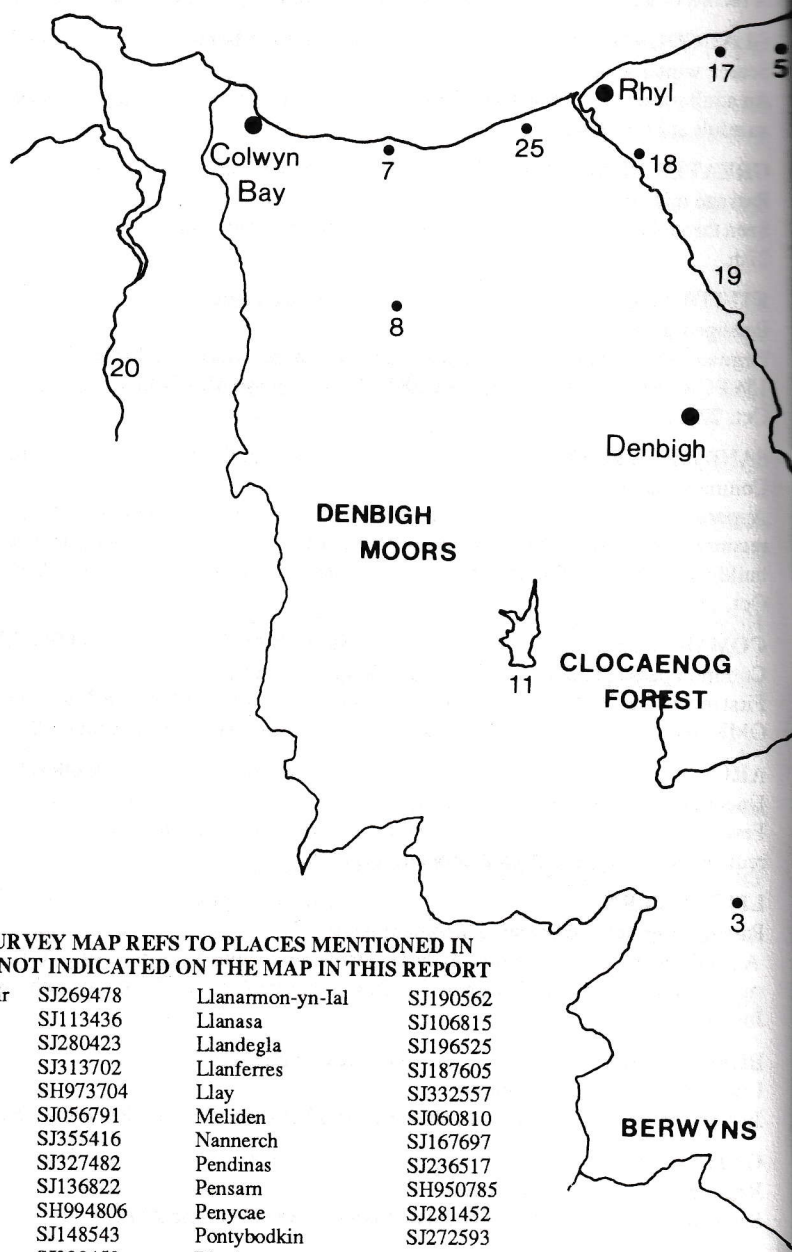 17
5
Rhyl
Colwyn
Bay
7
25
18
19
8
20
Denbigh
DENBIGH
MOORS
11
CLOCAENOG
FOREST
3
URVEY MAP REFS TO PLACES MENTIONED IN
NOT INDICATED ON THE MAP IN THIS REPORT
ir SJ269478 Llanarmon-yn-Ial SJ190562
SJ113436 Llanasa SJ106815
SJ280423 Llandegla SJ196525
SJ313702 Llanferres SJ187605
SH973704 Llay SJ332557
SJ056791 Meliden SJ060810
SJ355416 Nannerch SJ167697
SJ327482 Pendinas SJ236517
SJ136822 Pensarn SH950785
SH994806 Penycae SJ281452
SJ148543 Pontybodkin SJ272593
BERWYNS